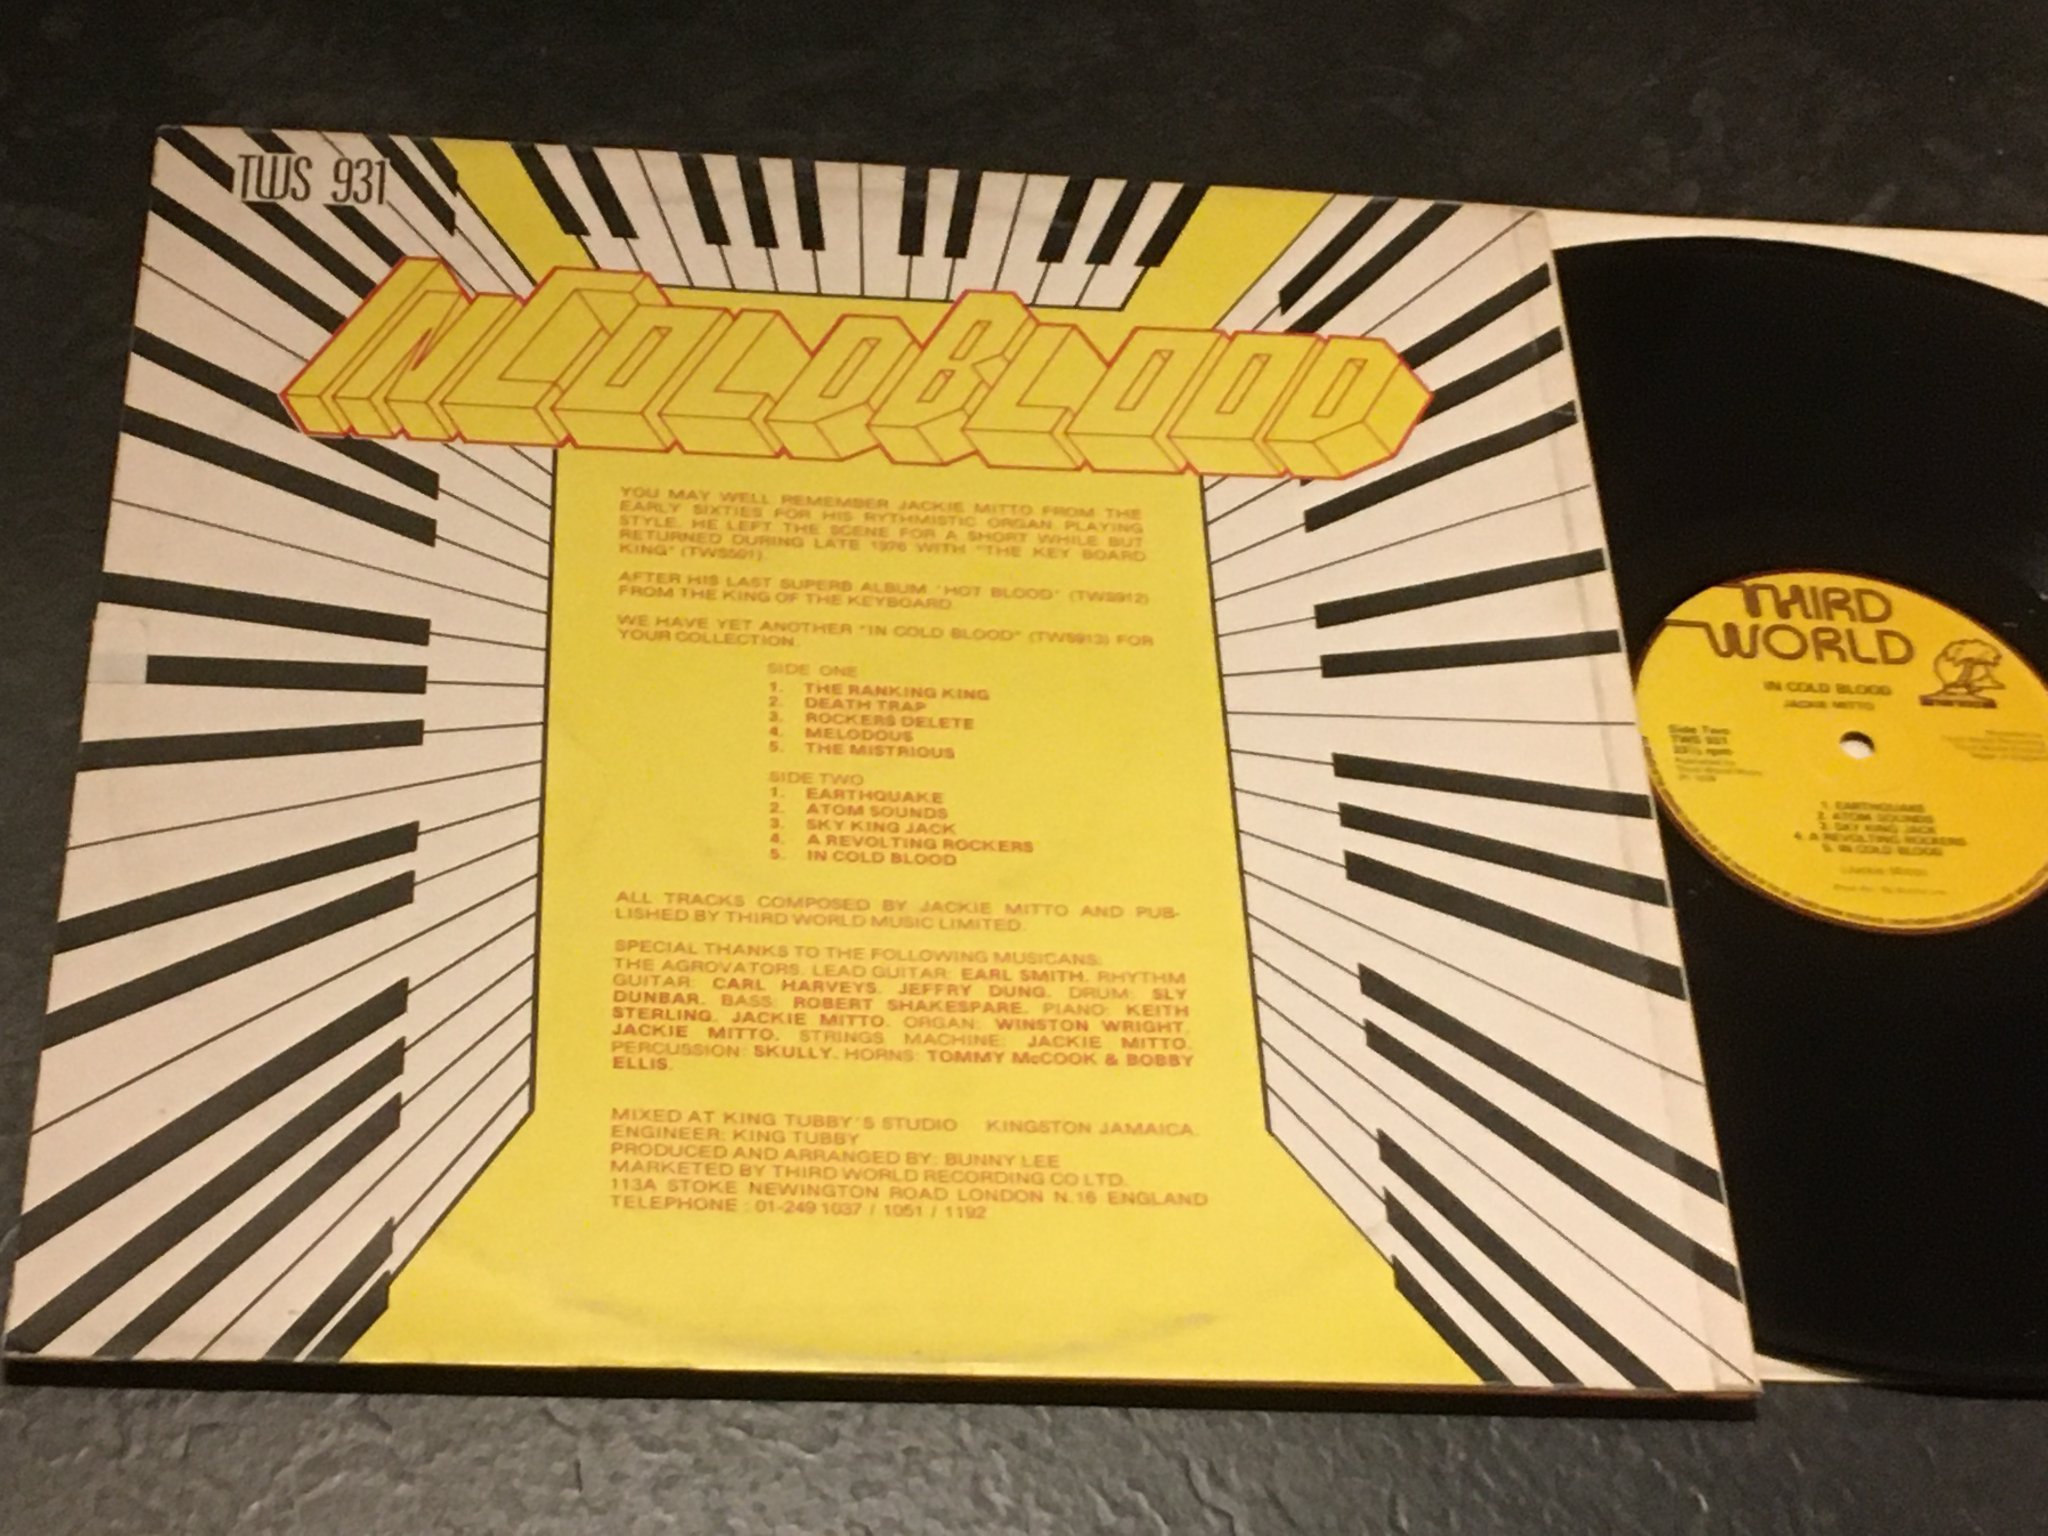 TWS 931
IN COLD BLOOD
YOU MAY WELL REMEMBER JACKIE MITTO FROM THE
EARLY SIXTIES FOR HIS RYTHMISTIC ORGAN PLAYING
STYLE. HE LEFT THE SCENE FOR A SHORT WHILE BUT
RETURNED DURING LATE 1976 WITH "THE KEY BOARD
KING" (TWS501).
AFTER HIS LAST SUPERB ALBUM "HOT BLOOD" (TWS912)
FROM THE KING OF THE KEYBOARD.
WE HAVE YET ANOTHER "IN COLD BLOOD" (TWS913) FOR
YOUR COLLECTION.
SIDE ONE
1. THE RANKING KING
2. DEATH TRAP
3. ROCKERS DELETE
4. MELODOUS
5. THE MISTRIOUS
SIDE TWO
1. EARTHQUAKE
2. ATOM SOUNDS
3. SKY KING JACK
4. A REVOLTING ROCKERS
5. IN COLD BLOOD
ALL TRACKS COMPOSED BY JACKIE MITTO AND PUB-
LISHED BY THIRD WORLD MUSIC LIMITED.
SPECIAL THANKS TO THE FOLLOWING MUSICANS:
THE AGROVATORS. LEAD GUITAR: EARL SMITH. RHYTHM
GUITAR: CARL HARVEYS. JEFFRY DUNG. DRUM: SLY
DUNBAR. BASS: ROBERT SHAKESPARE. PIANO: KEITH
STERLING. JACKIE MITTO. ORGAN: WINSTON WRIGHT.
JACKIE MITTO. STRINGS MACHINE: JACKIE MITTO.
PERCUSSION: SKULLY. HORNS: TOMMY McCOOK & BOBBY
ELLIS.
MIXED AT KING TUBBY'S STUDIO KINGSTON JAMAICA.
ENGINEER: KING TUBBY
PRODUCED AND ARRANGED BY: BUNNY LEE
MARKETED BY THIRD WORLD RECORDING CO LTD.
113A STOKE NEWINGTON ROAD LONDON N.16 ENGLAND
TELEPHONE : 01-249 1037 / 1051 / 1192
THIRD
WORLD
IN COLD BLOOD
JACKIE MITTO
Side Two
TWS 931
33⅓ rpm
1. EARTHQUAKE
2. ATOM SOUNDS
3. SKY KING JACK
4. A REVOLTING ROCKERS
5. IN COLD BLOOD